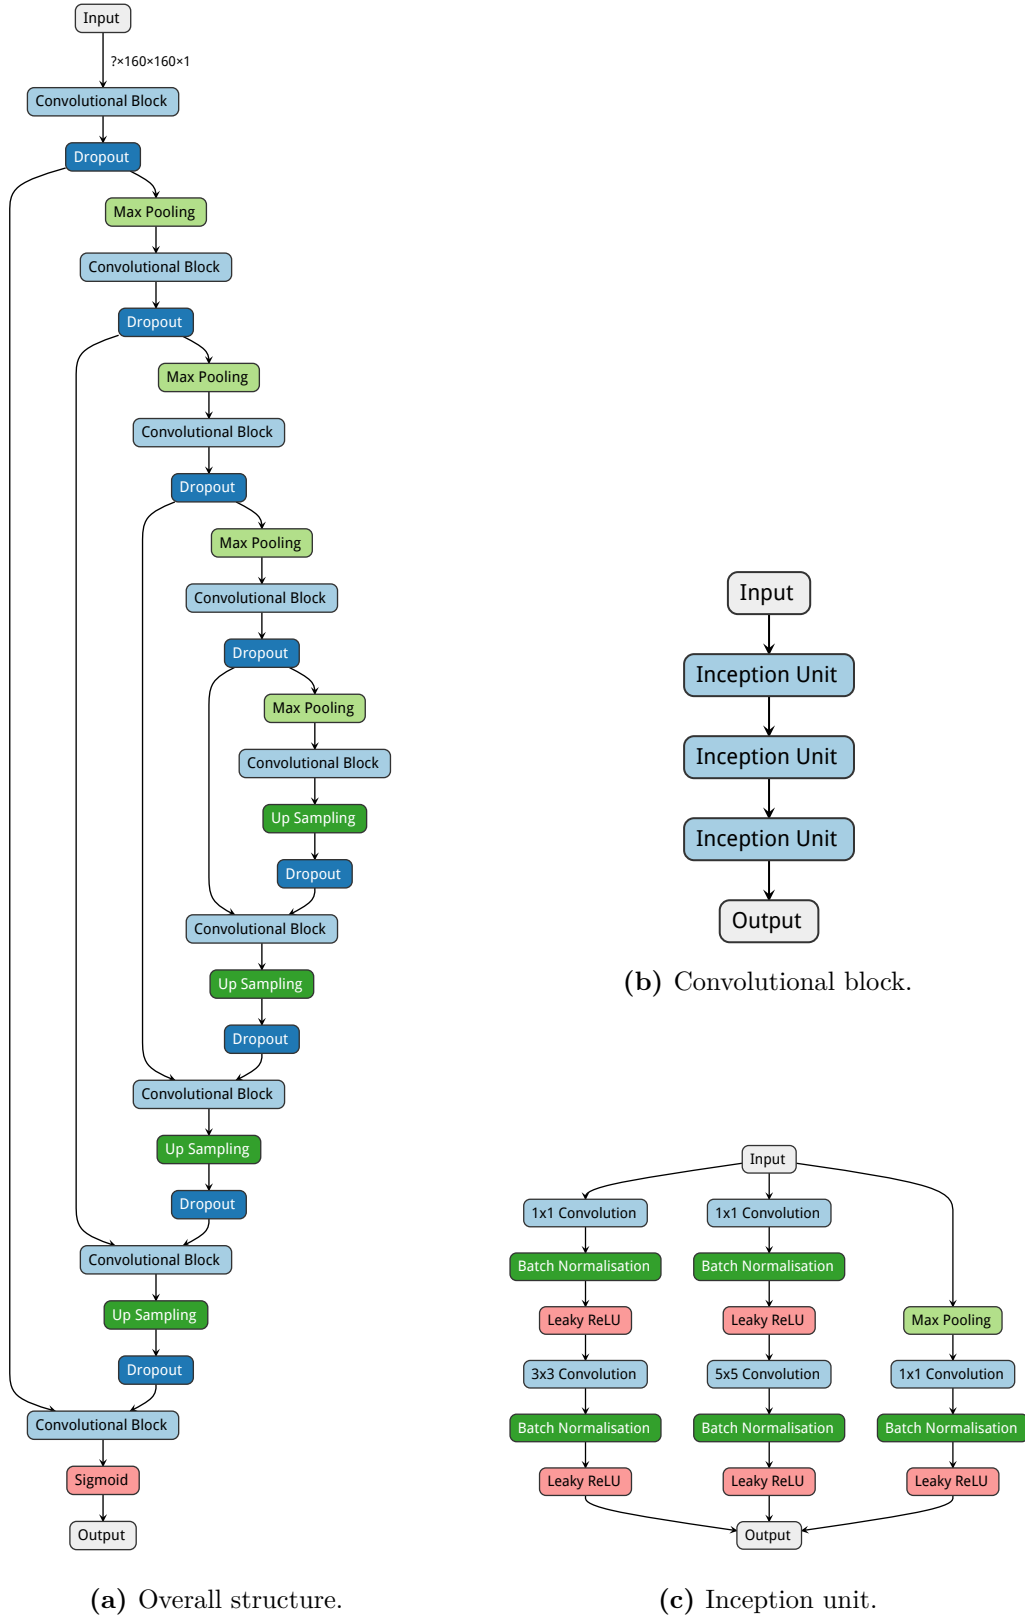 Input
?×160×160×1
Convolutional Block
Dropout
Max Pooling
Convolutional Block
Dropout
Max Pooling
Convolutional Block
Dropout
Max Pooling
Convolutional Block
Dropout
Max Pooling
Convolutional Block
Up Sampling
Dropout
Convolutional Block
Up Sampling
Dropout
Convolutional Block
Up Sampling
Dropout
Convolutional Block
Up Sampling
Dropout
Convolutional Block
Sigmoid
Output
(a) Overall structure.
Input
Inception Unit
Inception Unit
Inception Unit
Output
(b) Convolutional block.
Input
1x1 Convolution
1x1 Convolution
Batch Normalisation
Batch Normalisation
Leaky ReLU
Leaky ReLU
Max Pooling
3x3 Convolution
5x5 Convolution
1x1 Convolution
Batch Normalisation
Batch Normalisation
Batch Normalisation
Leaky ReLU
Leaky ReLU
Leaky ReLU
Output
(c) Inception unit.